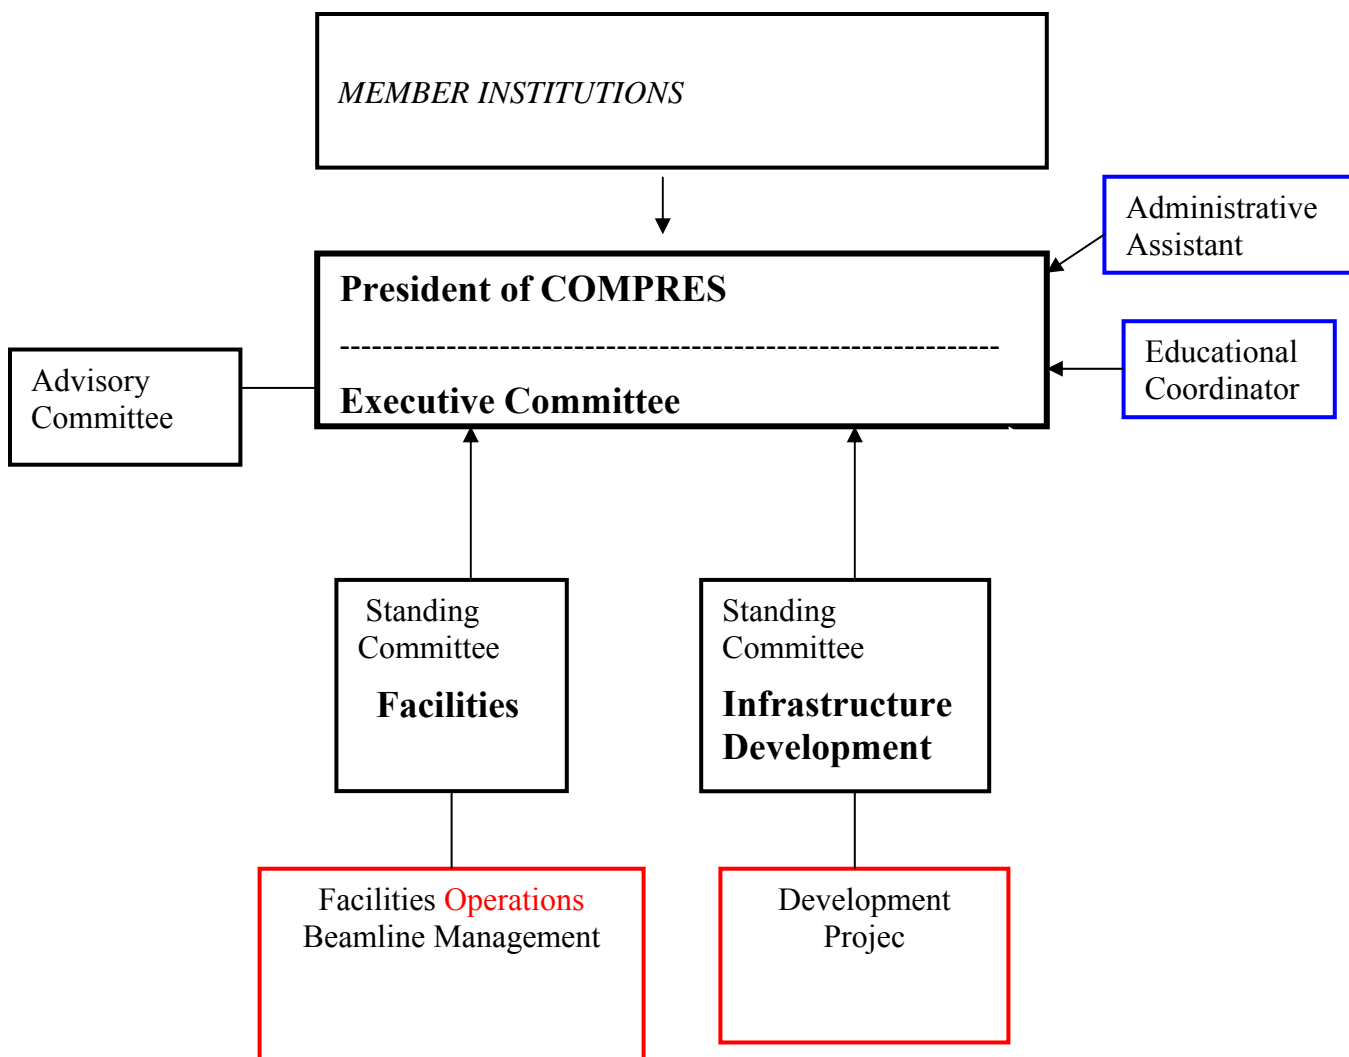 MEMBER INSTITUTIONS
Administrative
Assistant
President of COMPRES
-------------------------------------------------------------
Executive Committee
Educational
Coordinator
Advisory
Committee
Standing
Committee
Facilities
Standing
Committee
Infrastructure
Development
Facilities Operations
Beamline Management
Development
Projec